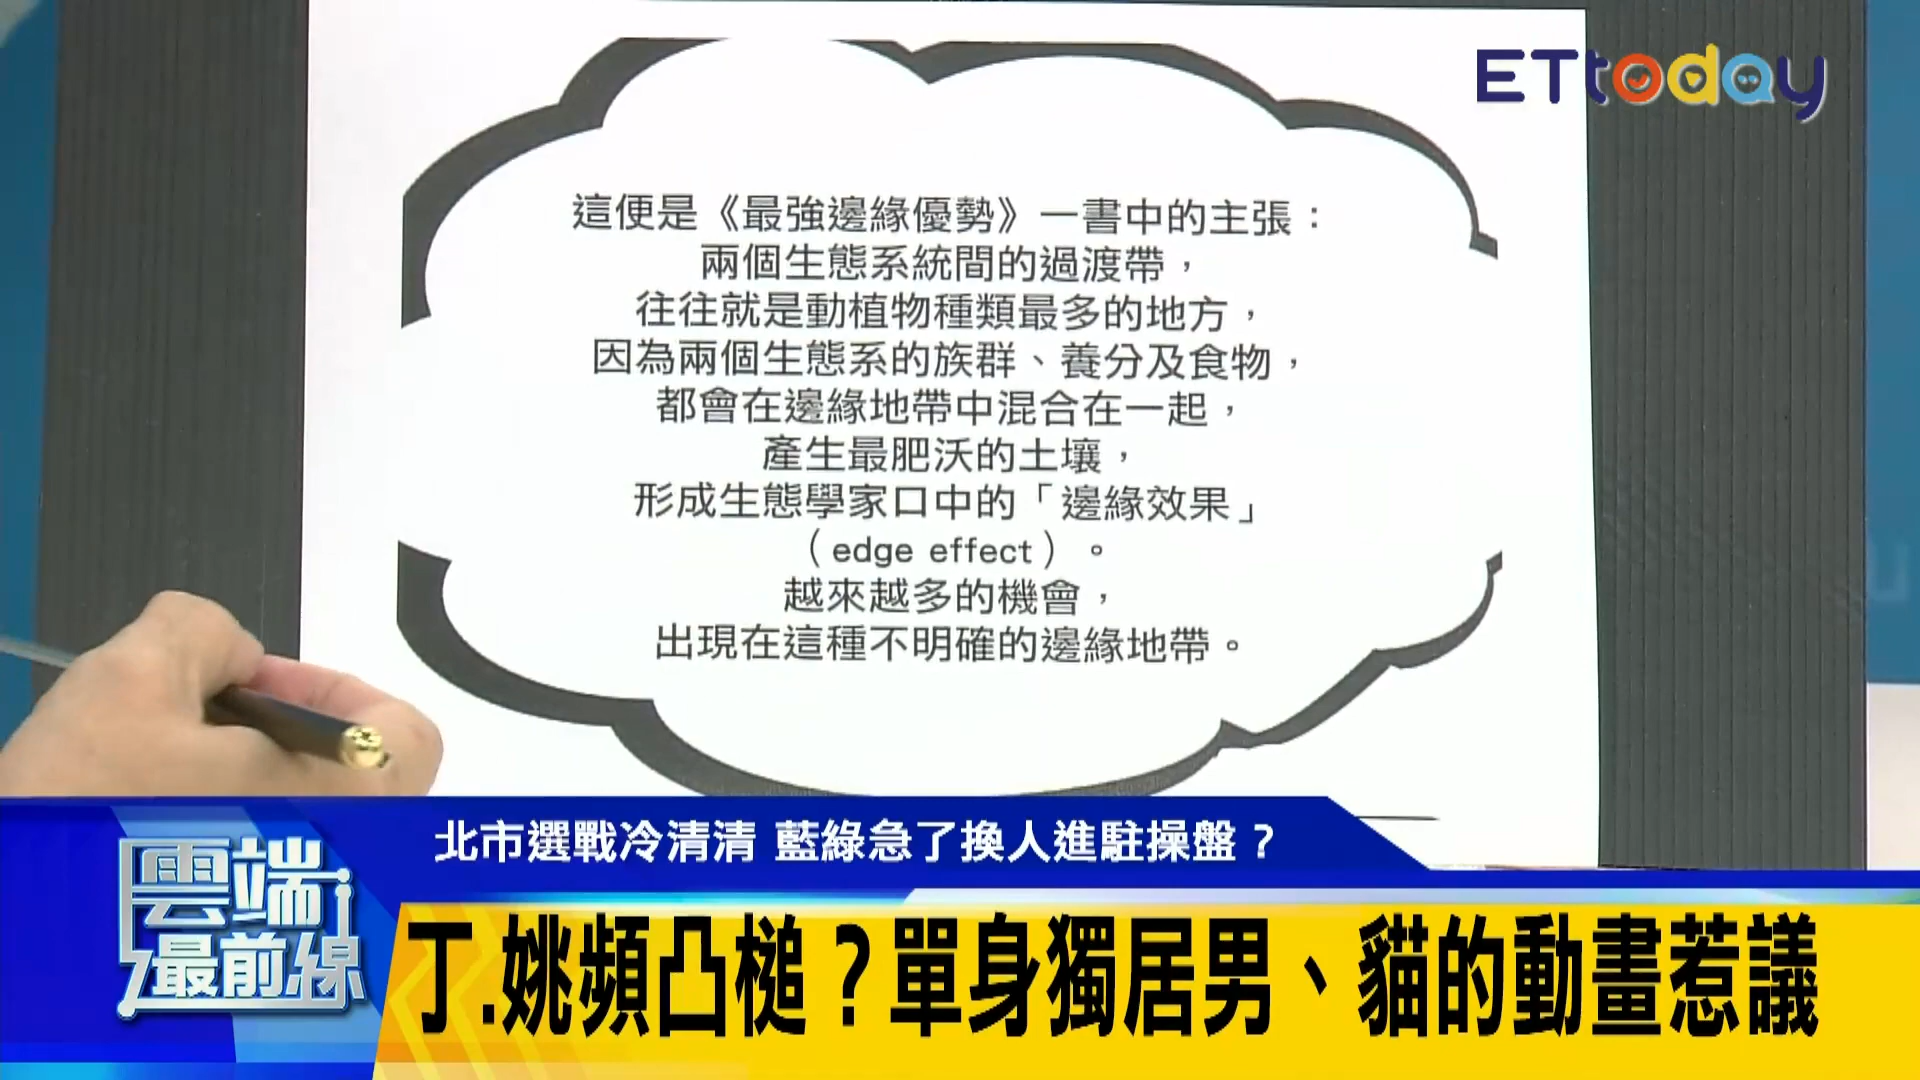 ETtoday
這便是《最強邊緣優勢》一書中的主張：
兩個生態系統間的過渡帶，
往往就是動植物種類最多的地方，
因為兩個生態系的族群、養分及食物，
都會在邊緣地帶中混合在一起，
產生最肥沃的土壤，
形成生態學家口中的「邊緣效果」
（edge effect）。
越來越多的機會，
出現在這種不明確的邊緣地帶。
北市選戰冷清清 藍綠急了換人進駐操盤？
雲端
最前線
丁.姚頻凸槌？單身獨居男、貓的動畫惹議